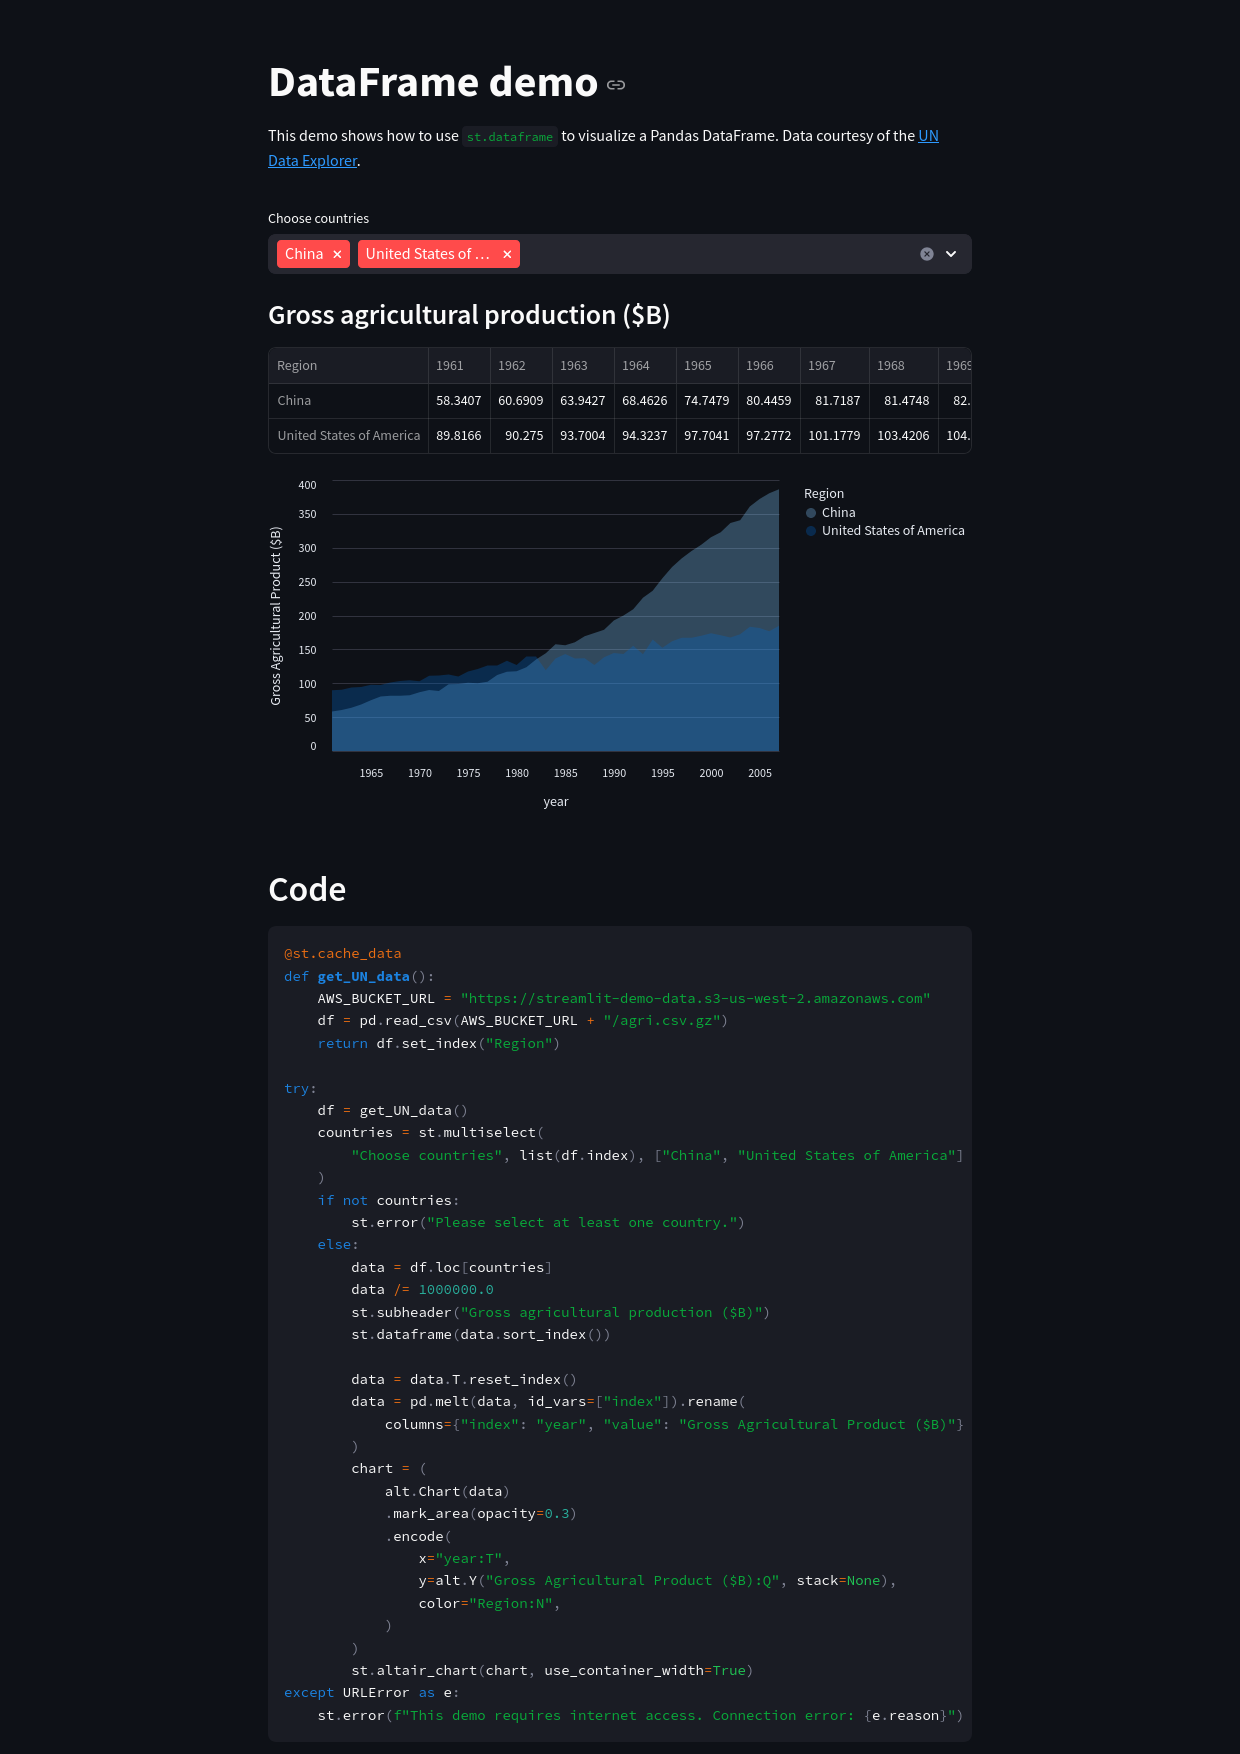 DataFrame demo
This demo shows how to use st.dataframe to visualize a Pandas DataFrame. Data courtesy of the UN
Data Explorer.
Choose countries
China
United States of …
Gross agricultural production ($B)
Region 1961 1962 1963 1964 1965 1966 1967 1968 1969
China 58.3407 60.6909 63.9427 68.4626 74.7479 80.4459 81.7187 81.4748 82.
United States of America 89.8166 90.275 93.7004 94.3237 97.7041 97.2772 101.1779 103.4206 104.
Gross Agricultural Product ($B)
400
350
300
250
200
150
100
50
0
1965 1970 1975 1980 1985 1990 1995 2000 2005
year
Region
China
United States of America
Code
@st.cache_data
def get_UN_data():
    AWS_BUCKET_URL = "https://streamlit-demo-data.s3-us-west-2.amazonaws.com"
    df = pd.read_csv(AWS_BUCKET_URL + "/agri.csv.gz")
    return df.set_index("Region")
try:
    df = get_UN_data()
    countries = st.multiselect(
        "Choose countries", list(df.index), ["China", "United States of America"]
    )
    if not countries:
        st.error("Please select at least one country.")
    else:
        data = df.loc[countries]
        data /= 1000000.0
        st.subheader("Gross agricultural production ($B)")
        st.dataframe(data.sort_index())
        data = data.T.reset_index()
        data = pd.melt(data, id_vars=["index"]).rename(
            columns={"index": "year", "value": "Gross Agricultural Product ($B)"}
        )
        chart = (
            alt.Chart(data)
            .mark_area(opacity=0.3)
            .encode(
                x="year:T",
                y=alt.Y("Gross Agricultural Product ($B):Q", stack=None),
                color="Region:N",
            )
        )
        st.altair_chart(chart, use_container_width=True)
except URLError as e:
    st.error(f"This demo requires internet access. Connection error: {e.reason}")